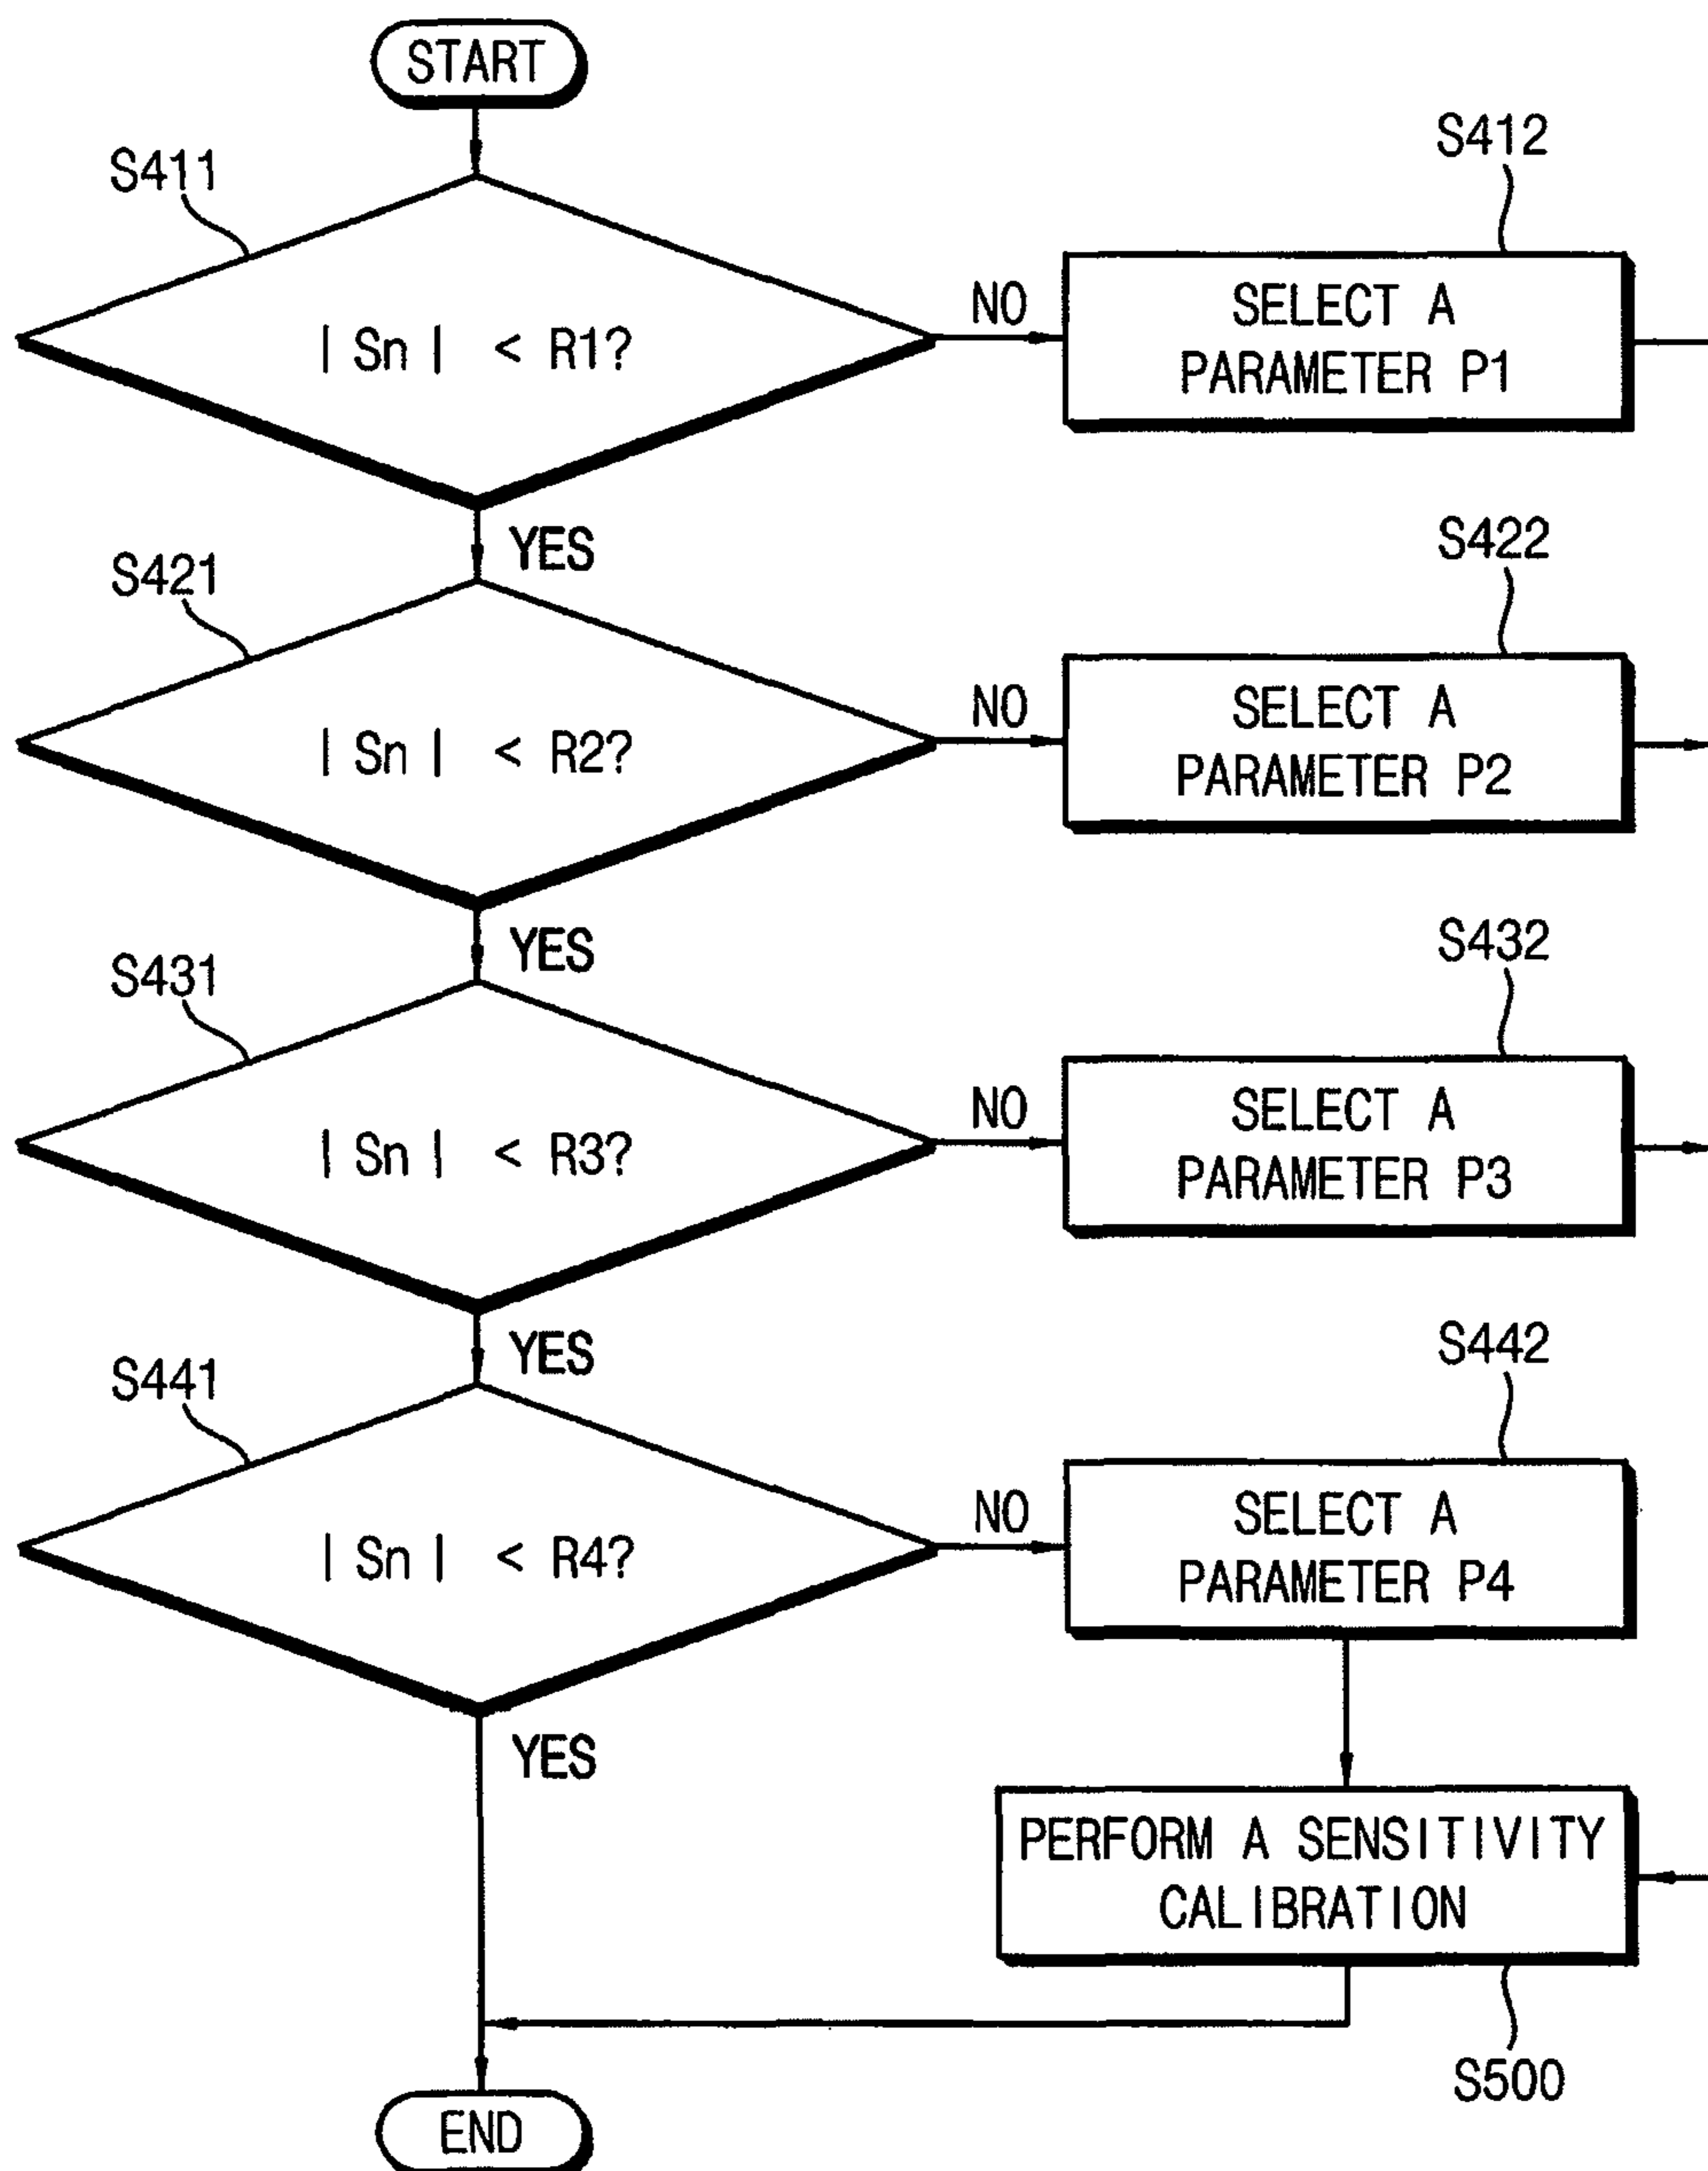 START
S411
S412
| Sn | < R1?
NO
SELECT A
PARAMETER P1
YES
S421
S422
| Sn | < R2?
NO
SELECT A
PARAMETER P2
YES
S431
S432
| Sn | < R3?
NO
SELECT A
PARAMETER P3
YES
S441
S442
| Sn | < R4?
NO
SELECT A
PARAMETER P4
YES
PERFORM A SENSITIVITY
CALIBRATION
S500
END